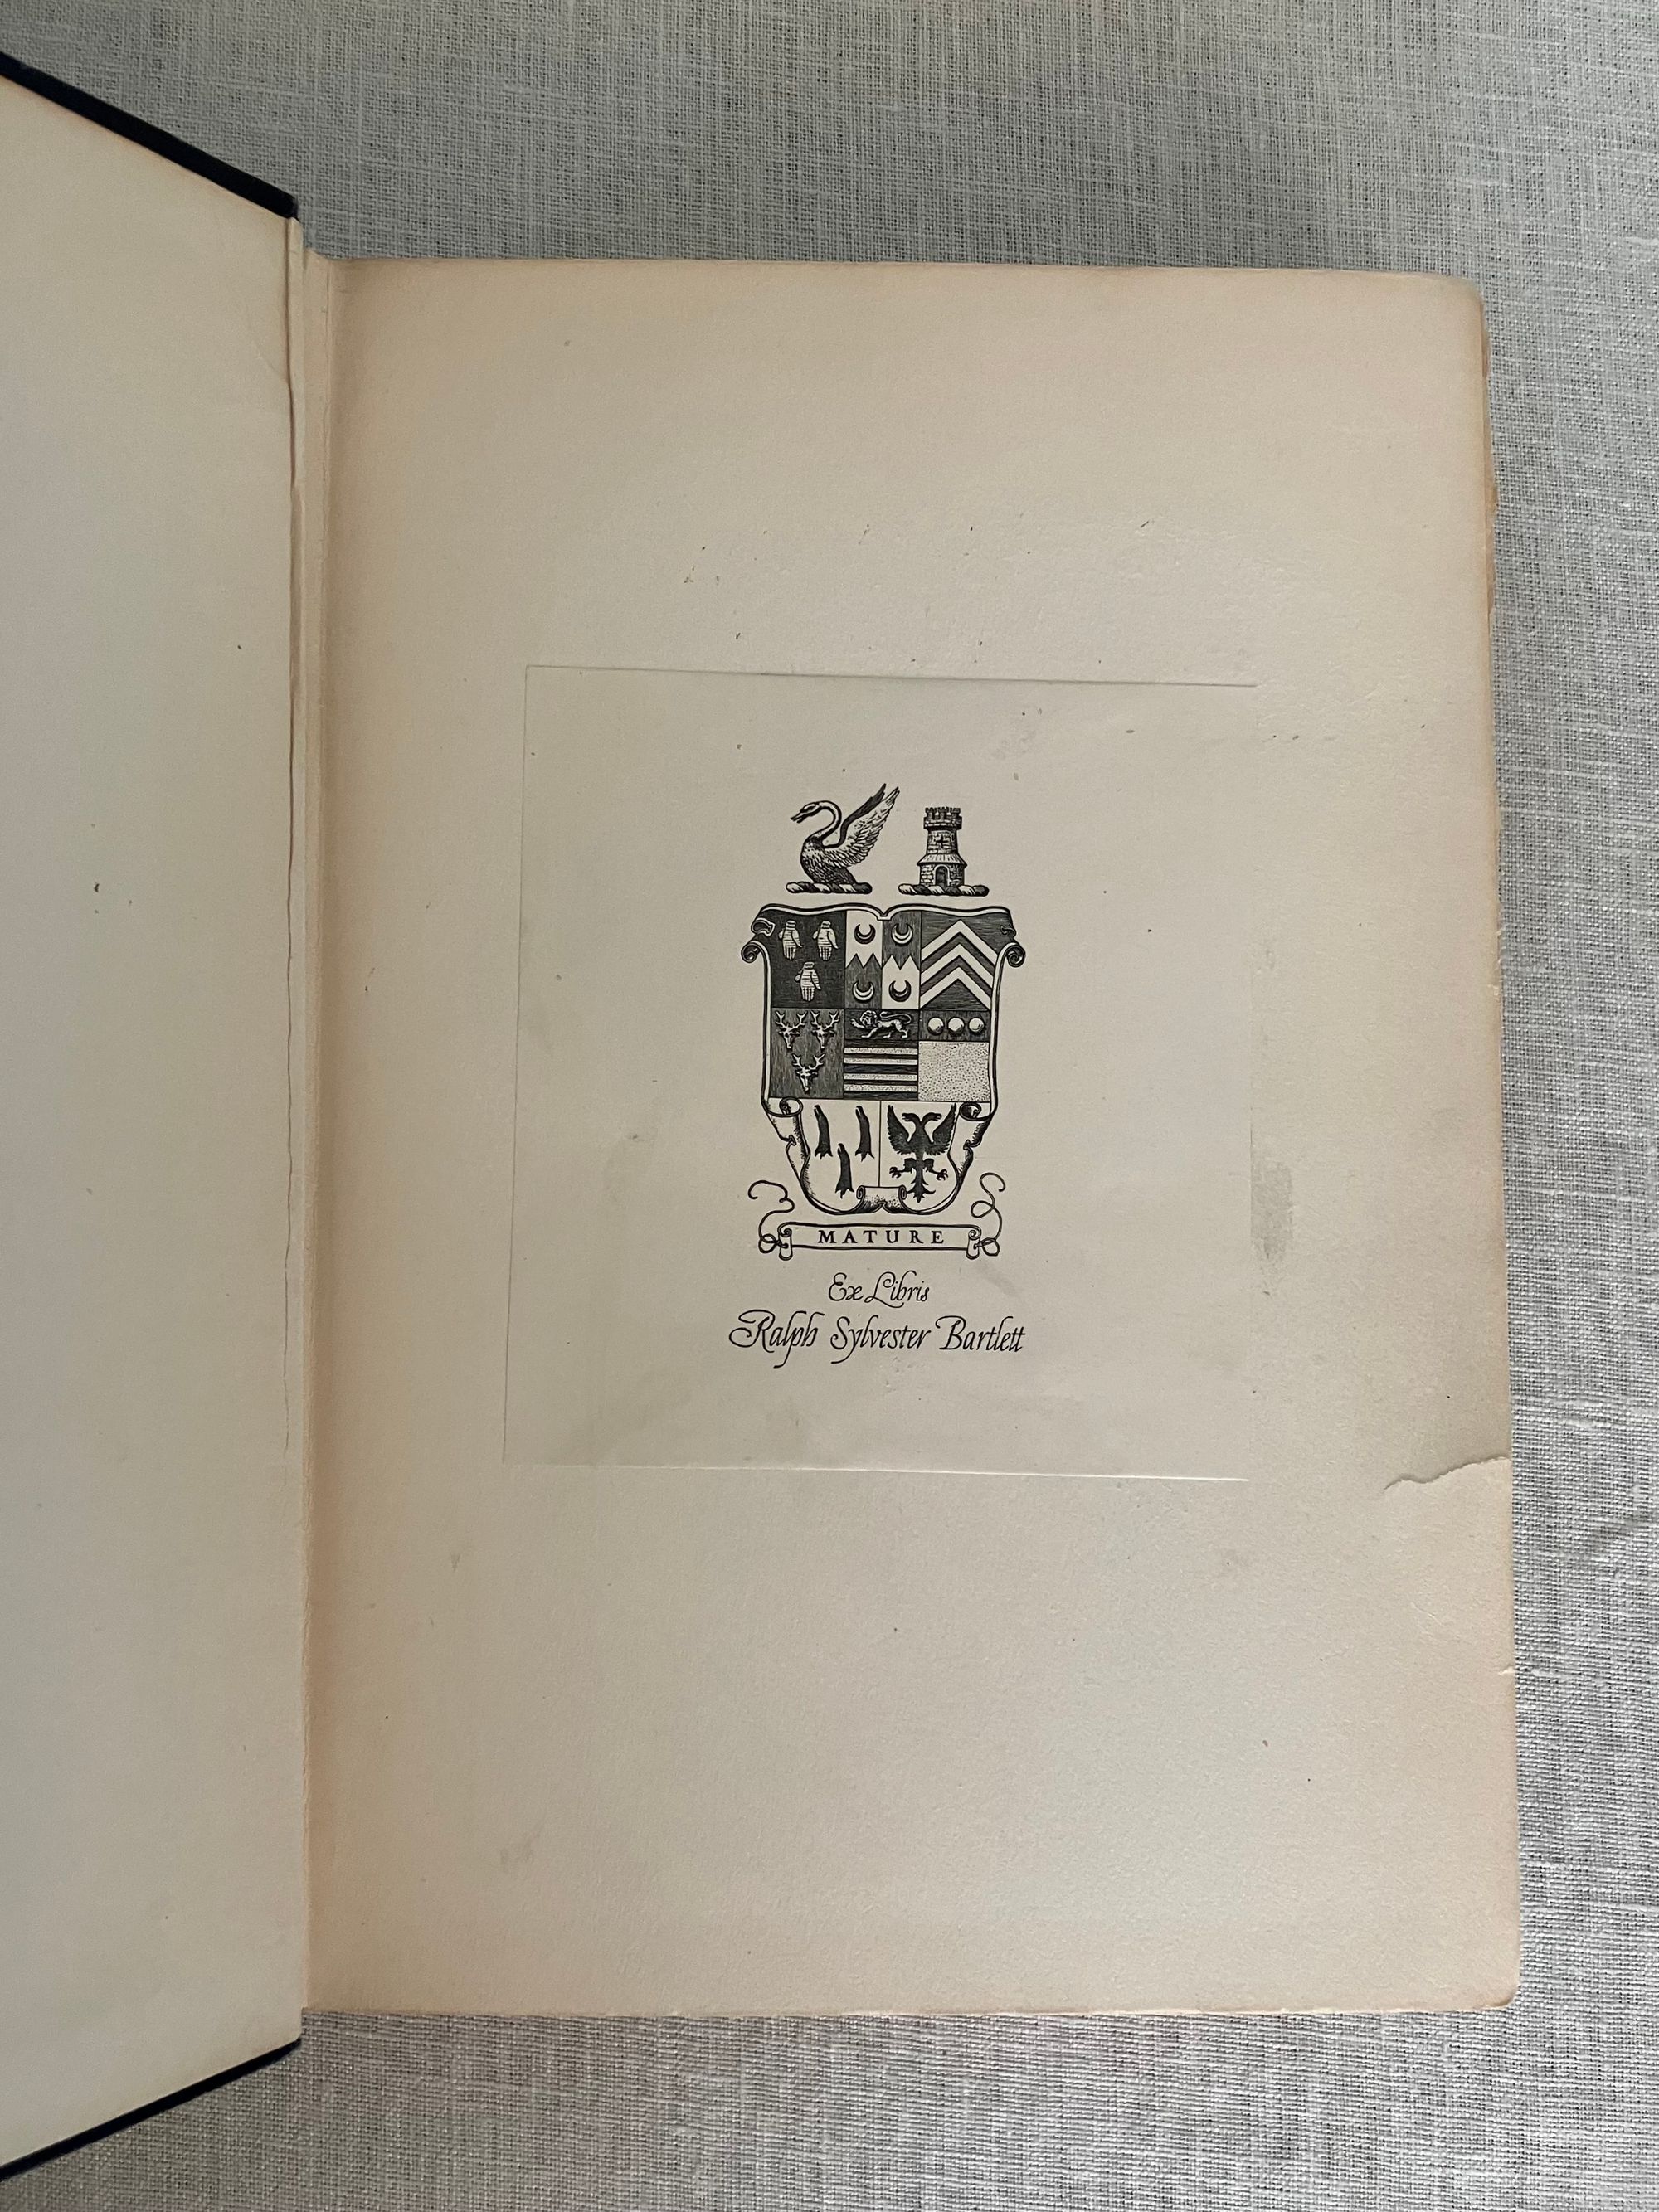 MATURE
Ex Libris
Ralph Sylvester Bartlett